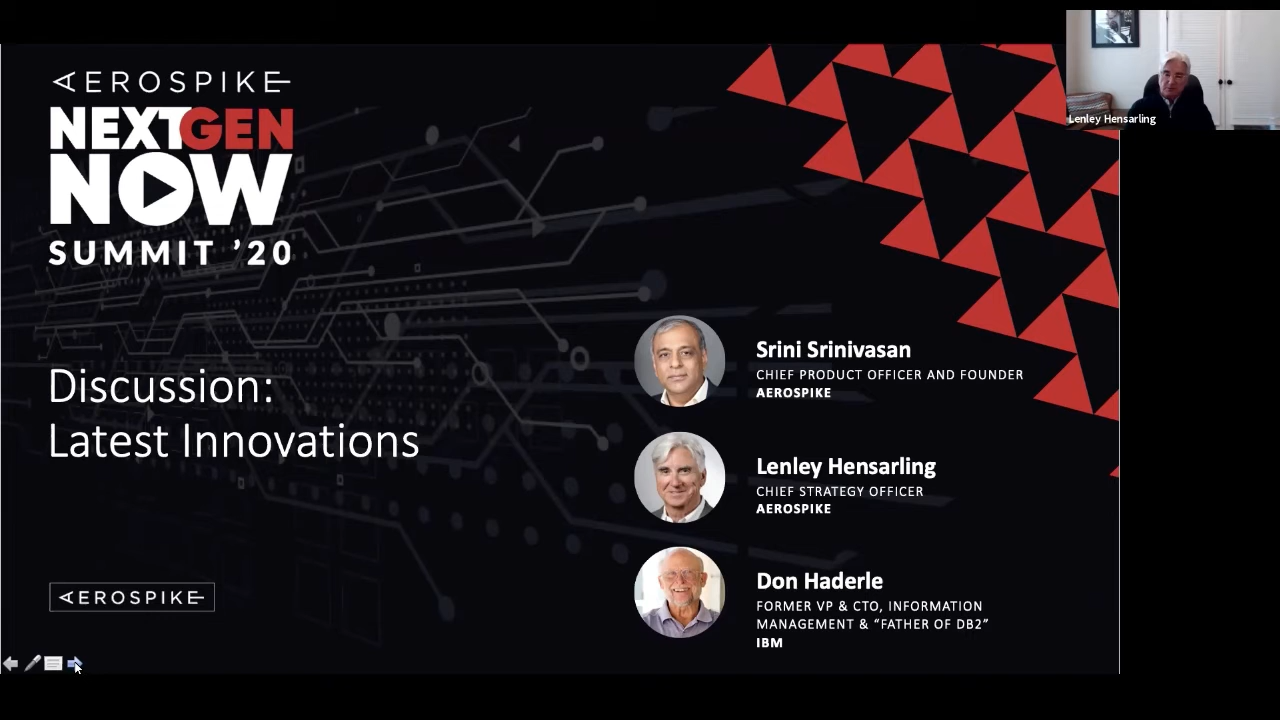 AEROSPIKE
NEXTGEN
NOW
SUMMIT '20
Lenley Hensarling
Discussion:
Latest Innovations
Srini Srinivasan
CHIEF PRODUCT OFFICER AND FOUNDER
AEROSPIKE
Lenley Hensarling
CHIEF STRATEGY OFFICER
AEROSPIKE
Don Haderle
FORMER VP & CTO, INFORMATION
MANAGEMENT & “FATHER OF DB2”
IBM
AEROSPIKE